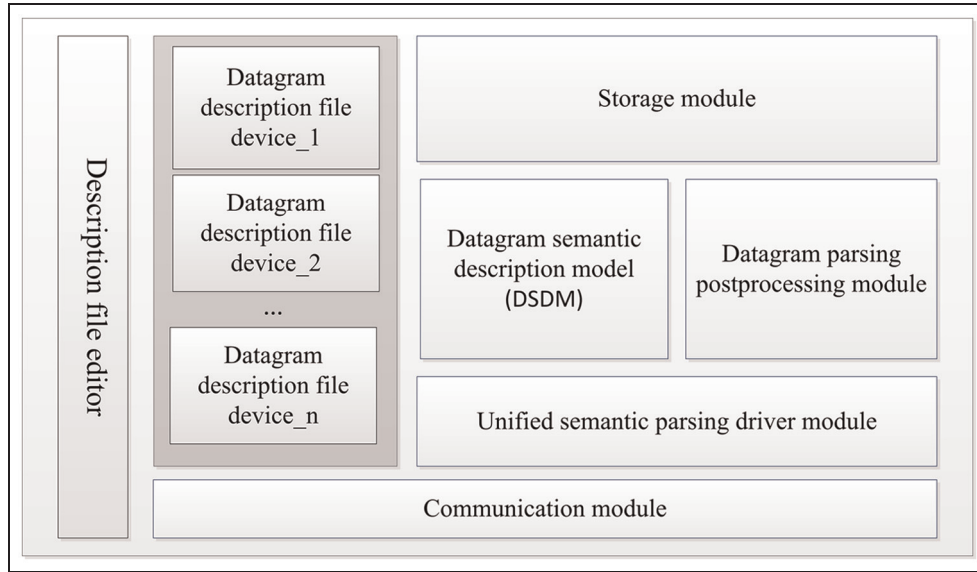 Description file editor
Datagram
description file
device_1
Datagram
description file
device_2
...
Datagram
description file
device_n
Storage module
Datagram semantic
description model
(DSDM)
Datagram parsing
postprocessing module
Unified semantic parsing driver module
Communication module